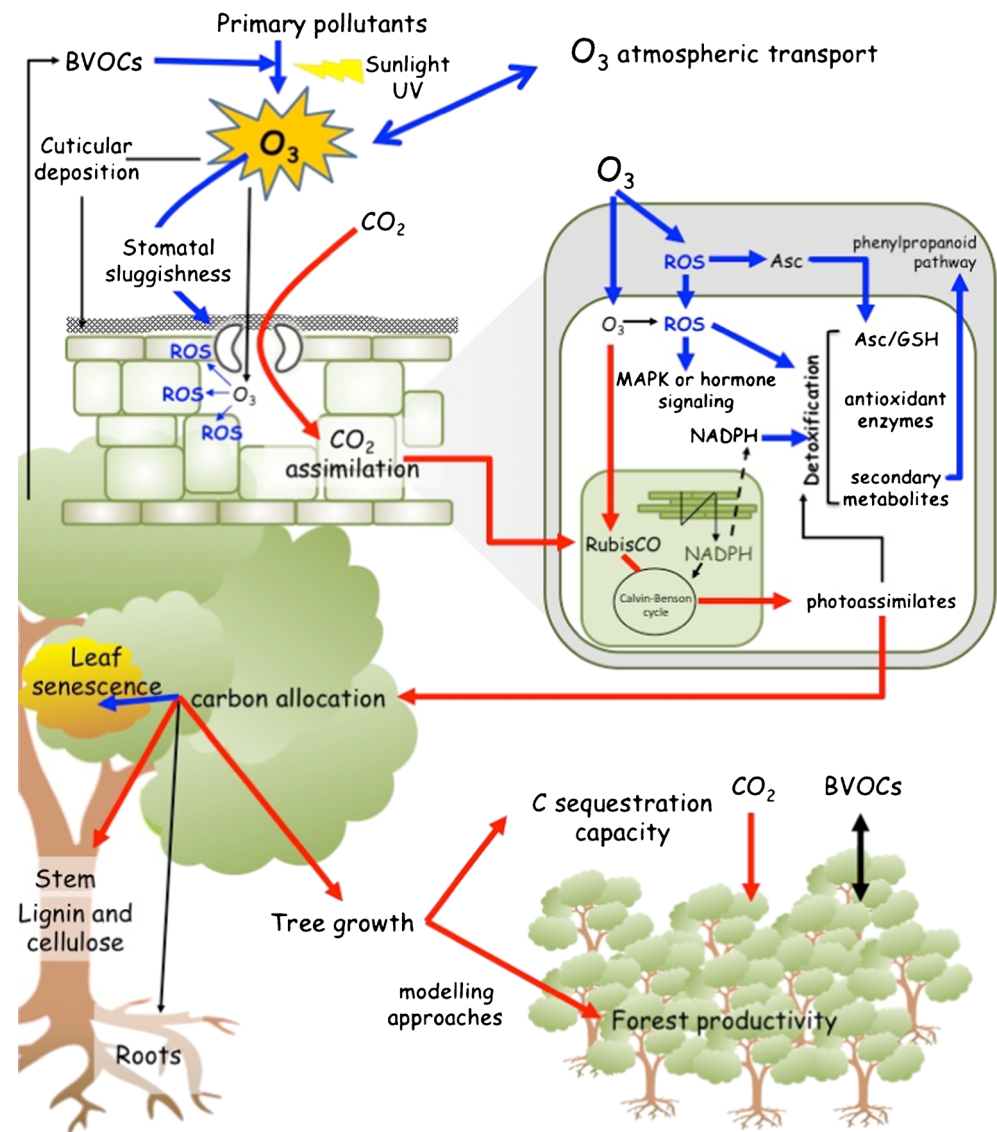 Primary pollutants
BVOCs
Sunlight
UV
O3 atmospheric transport
O3
Cuticular
deposition
CO2
Stomatal
sluggishness
ROS
ROS
O3
ROS
CO2
assimilation
O3
phenylpropanoid
pathway
ROS
Asc
O3
ROS
Asc/GSH
MAPK or hormone
signaling
antioxidant
enzymes
Detoxification
NADPH
secondary
metabolites
RubisCO
NADPH
Calvin-Benson
cycle
photoassimilates
Leaf
senescence
carbon allocation
C sequestration
capacity
CO2
BVOCs
Stem
Lignin and
cellulose
Tree growth
modelling
approaches
Forest productivity
Roots